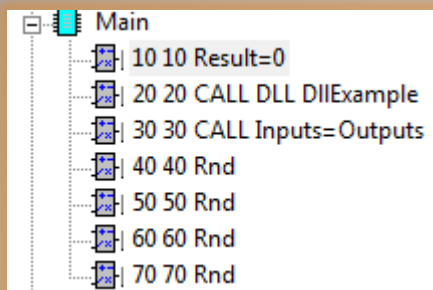 Main
10 10 Result=0
20 20 CALL DLL DllExample
30 30 CALL Inputs=Outputs
40 40 Rnd
50 50 Rnd
60 60 Rnd
70 70 Rnd